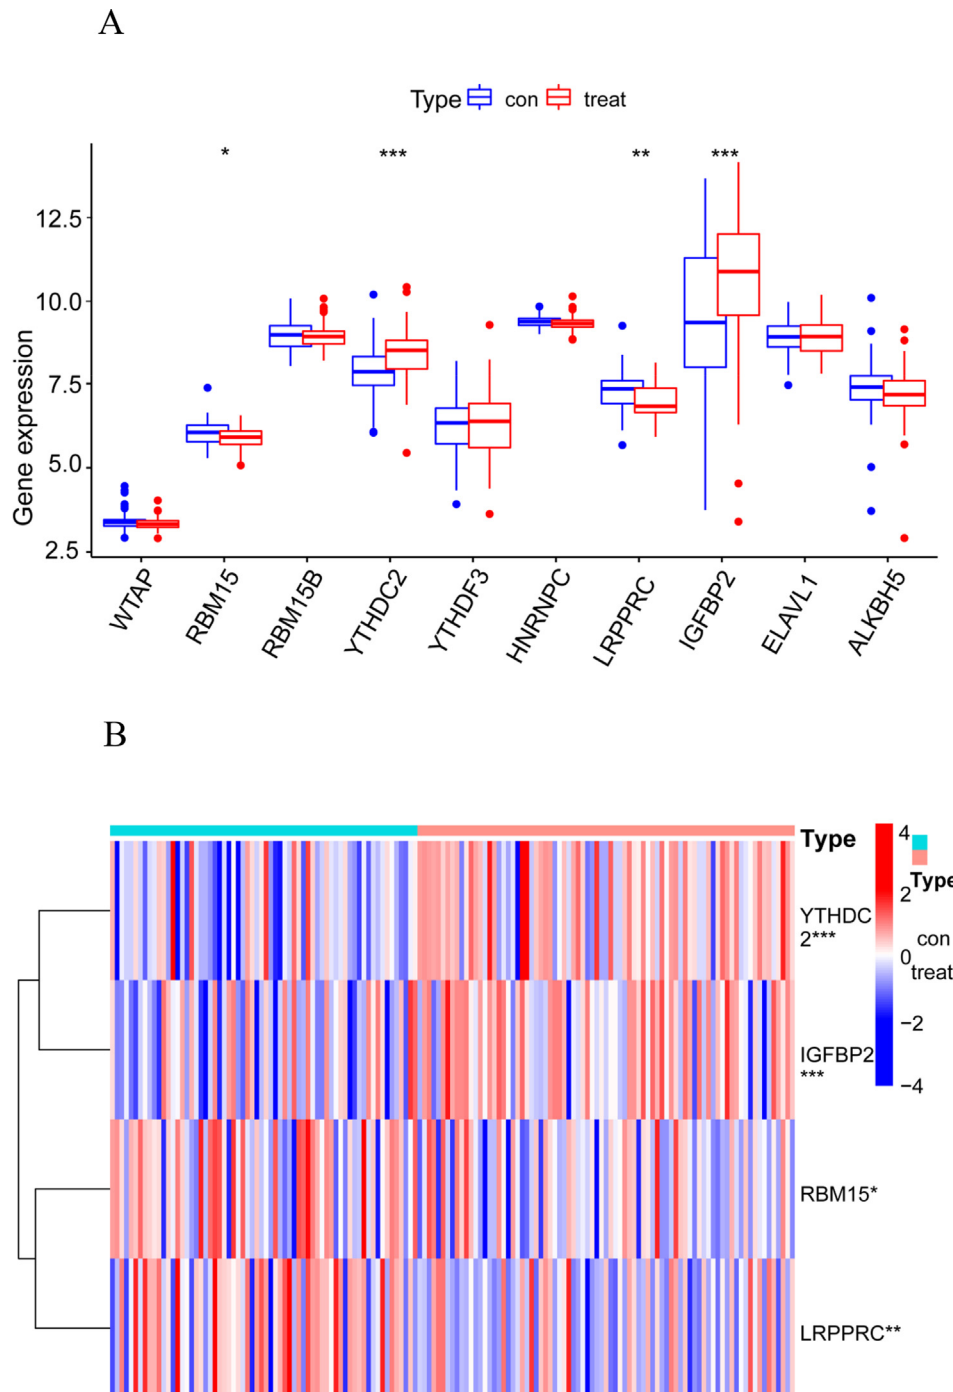 A
Type con treat
* *** ** ***
12.5
10.0
7.5
5.0
2.5
Gene expression
WTAP
RBM15
RBM15B
YTHDC2
YTHDF3
HNRNPC
LRPPRC
IGFBP2
ELAVL1
ALKBH5
B
Type
YTHDC
2***
IGFBP2
***
RBM15*
LRPPRC**
4
2
0
−2
−4
Type
con
treat